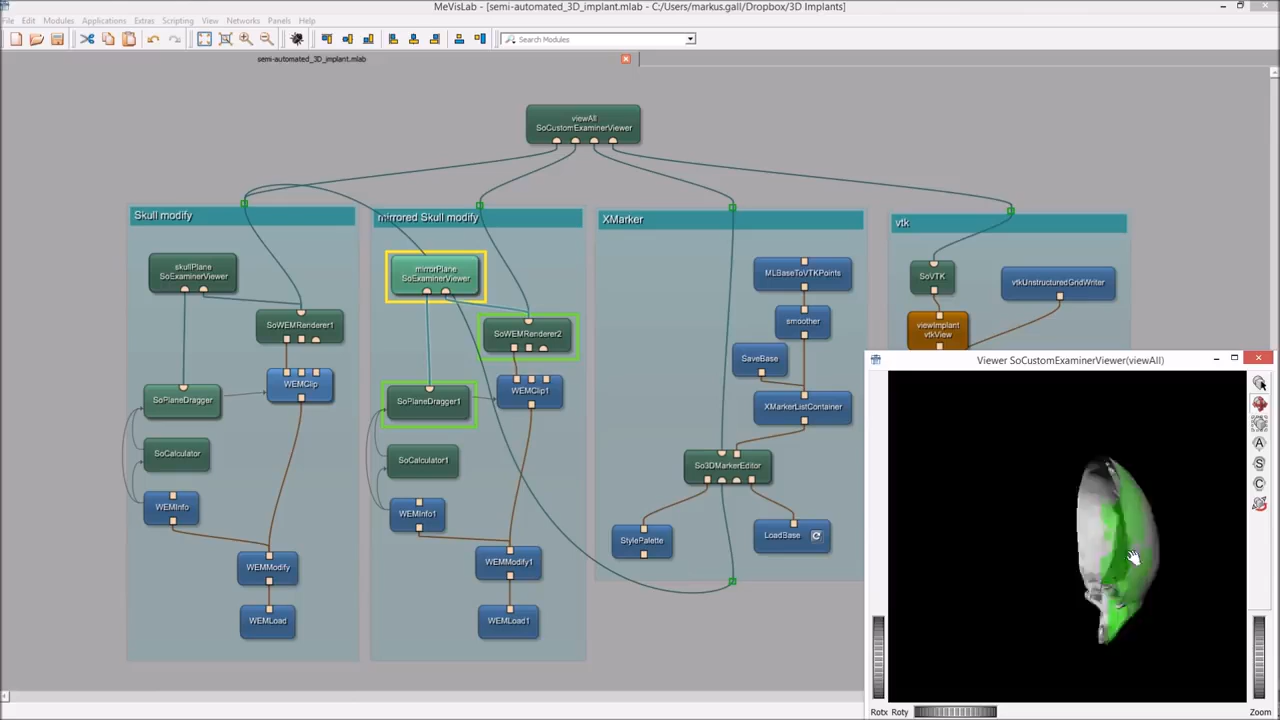 MeVisLab - [semi-automated_3D_implant.mlab - C:/Users/markus.gall/Dropbox/3D Implants]
File Edit Modules Applications Extras Scripting View Networks Panels Help
Search Modules
semi-automated_3D_implant.mlab
viewAll
SoCustomExaminerViewer
Skull modify
mirrored Skull modify
XMarker
vtk
skullPlane
SoExaminerViewer
mirrorPlane
SoExaminerViewer
MLBaseToVTKPoints
SoVTK
vtkUnstructuredGridWriter
SoWEMRenderer1
SoWEMRenderer2
smoother
viewImplant
vtkView
SaveBase
Viewer SoCustomExaminerViewer(viewAll)
WEMClip
WEMClip1
SoPlaneDragger
SoPlaneDragger1
XMarkerListContainer
SoCalculator
SoCalculator1
So3DMarkerEditor
A
S
C
WEMInfo
WEMInfo1
StylePalette
LoadBase
WEMModify
WEMModify1
WEMLoad
WEMLoad1
Rotx Roty Zoom